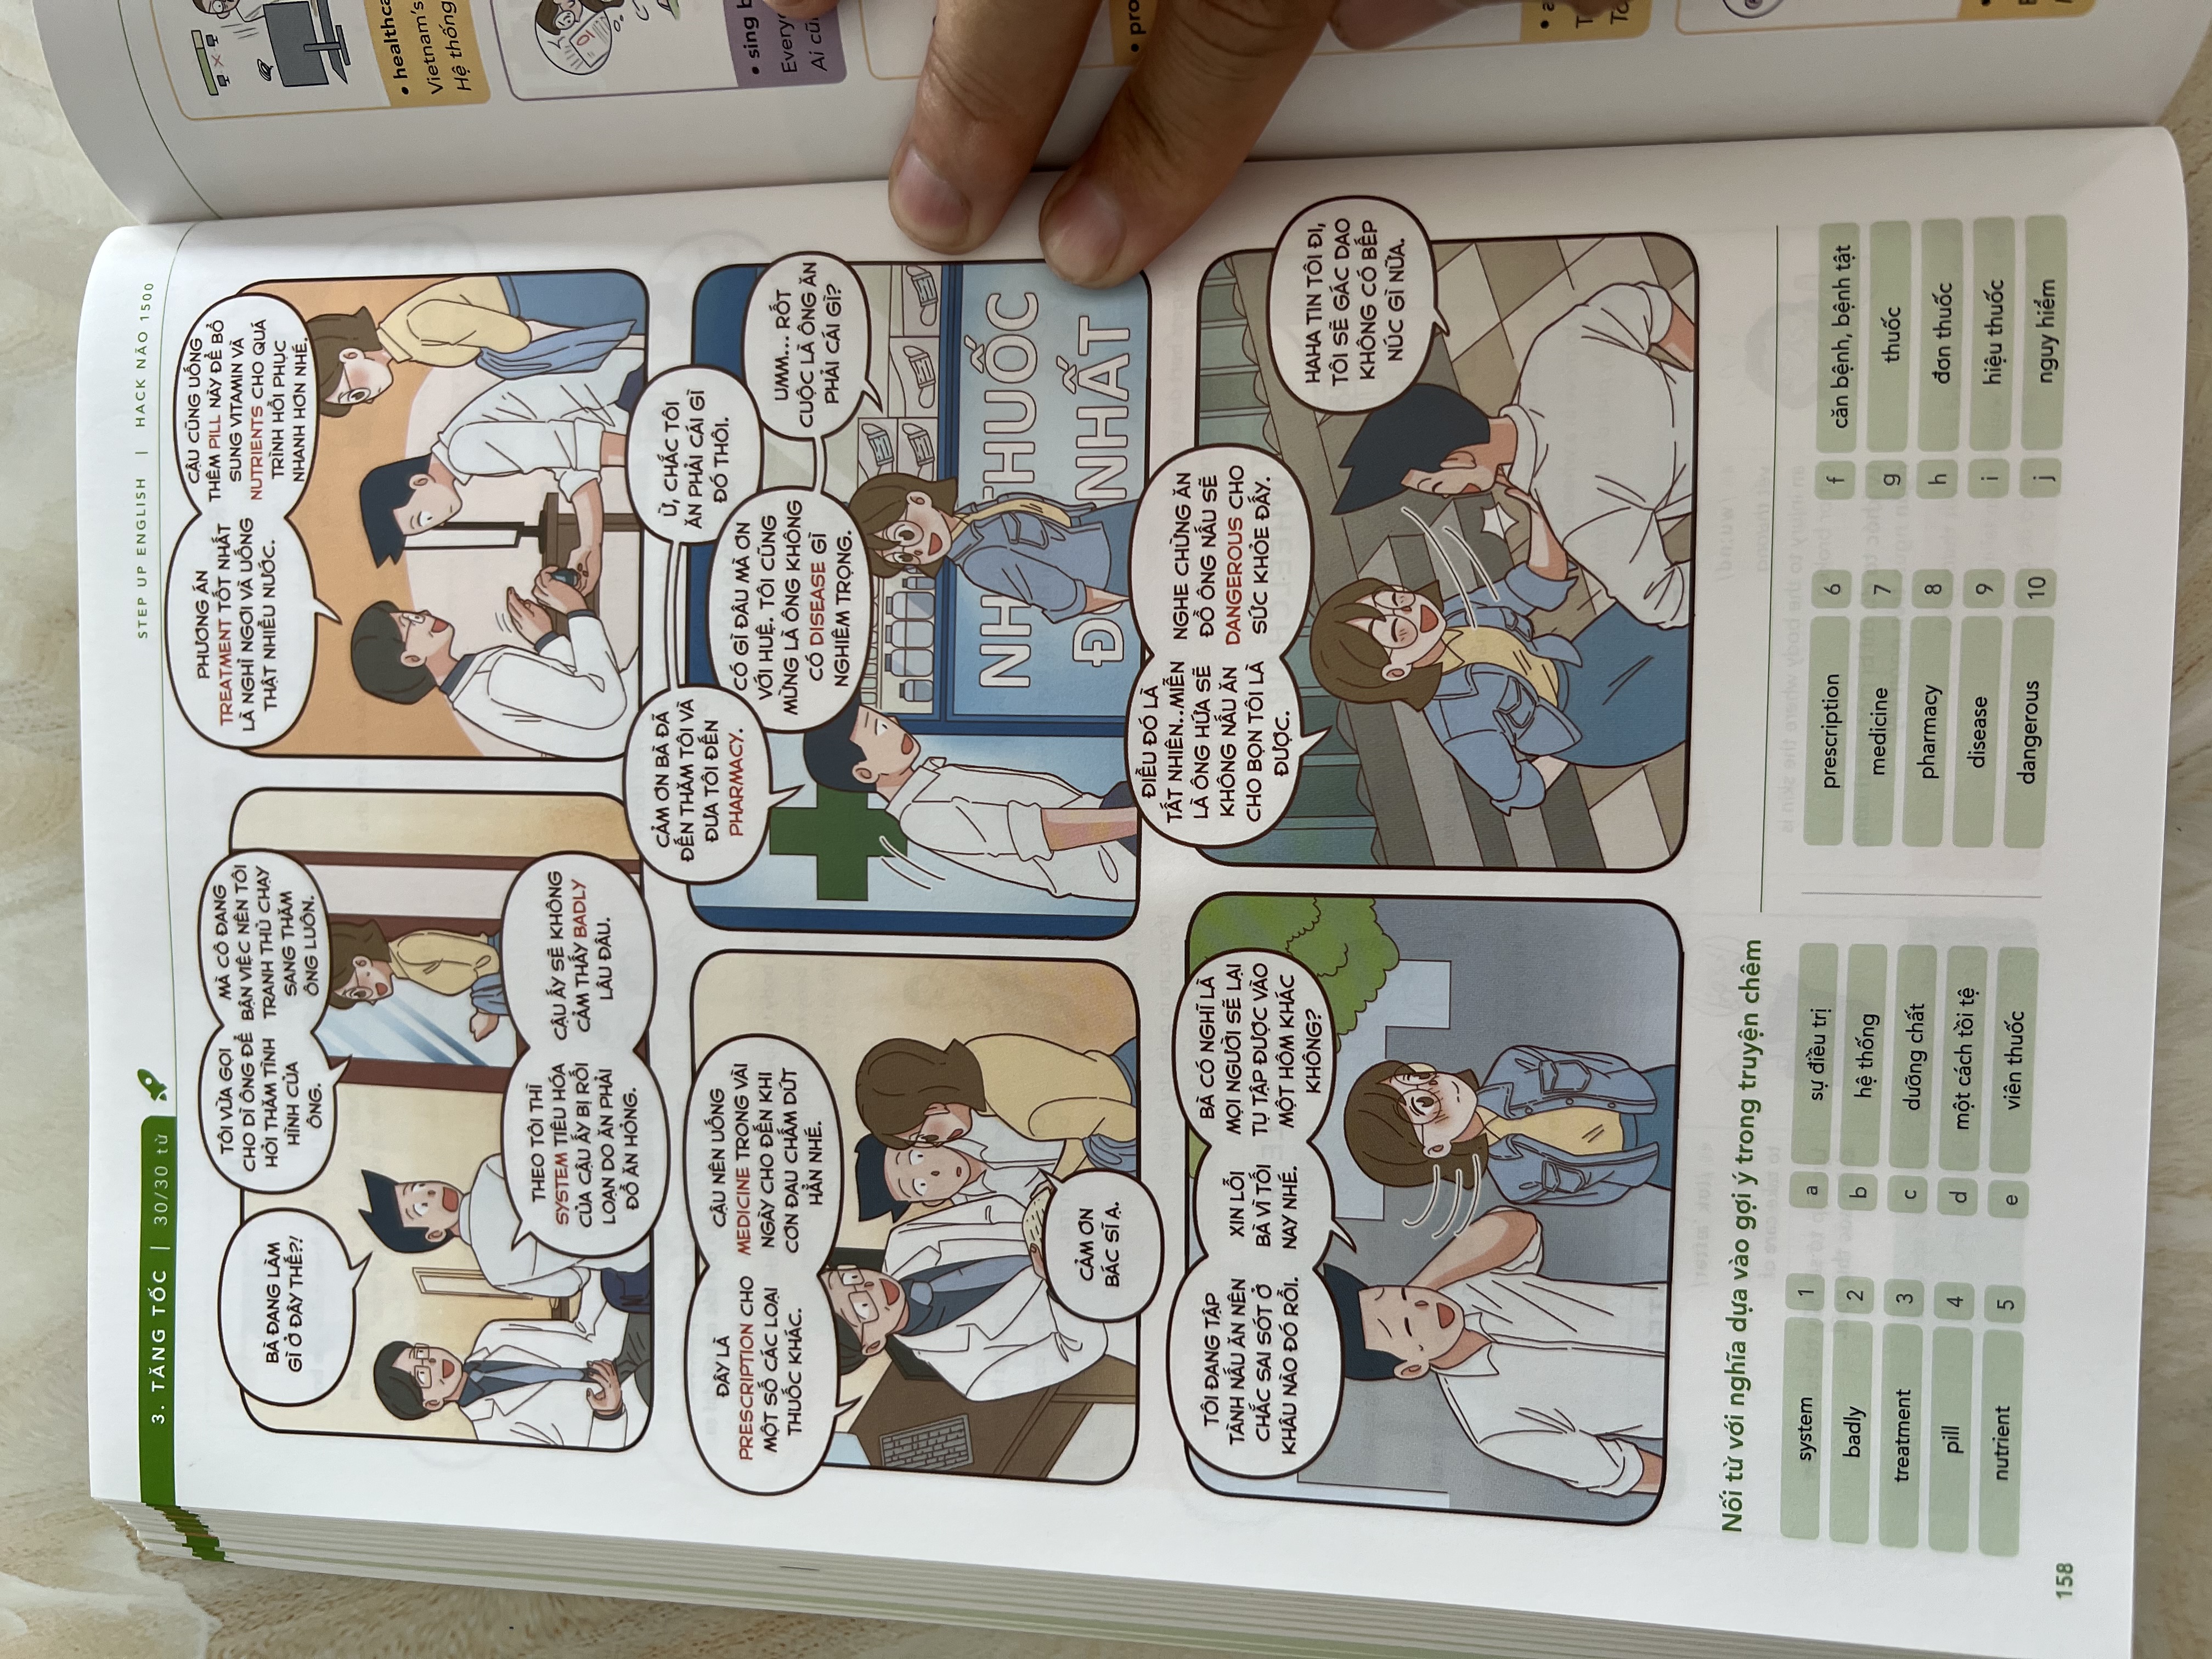 3. TĂNG TỐC | 30/30 từ
STEP UP ENGLISH | HACK NÃO 1500
BÀ ĐANG LÀM
GÌ Ở ĐÂY THẾ?!
TÔI VỪA GỌI
CHO DÌ ÔNG ĐỂ
HỎI THĂM TÌNH
HÌNH CỦA
ÔNG.
MÀ CÔ ĐANG
BẬN VIỆC NÊN TÔI
TRANH THỦ CHẠY
SANG THĂM
ÔNG LUÔN.
THEO TÔI THÌ
SYSTEM TIÊU HÓA
CỦA CẬU ẤY BỊ RỐI
LOẠN DO ĂN PHẢI
ĐỒ ĂN HỎNG.
CẬU ẤY SẼ KHÔNG
CẢM THẤY BADLY
LÂU ĐÂU.
PHƯƠNG ÁN
TREATMENT TỐT NHẤT
LÀ NGHỈ NGƠI VÀ UỐNG
THẬT NHIỀU NƯỚC.
CẬU CŨNG UỐNG
THÊM PILL NÀY ĐỂ BỔ
SUNG VITAMIN VÀ
NUTRIENTS CHO QUÁ
TRÌNH HỒI PHỤC
NHANH HƠN NHÉ.
ĐÂY LÀ
PRESCRIPTION CHO
MỘT SỐ CÁC LOẠI
THUỐC KHÁC.
CẬU NÊN UỐNG
MEDICINE TRONG VÀI
NGÀY CHO ĐẾN KHI
CƠN ĐAU CHẤM DỨT
HẲN NHÉ.
CẢM ƠN
BÁC SĨ Ạ.
CẢM ƠN BÀ ĐÃ
ĐẾN THĂM TÔI VÀ
ĐƯA TÔI ĐẾN
PHARMACY.
CÓ GÌ ĐÂU MÀ ƠN
VỚI HUỆ. TÔI CŨNG
MỪNG LÀ ÔNG KHÔNG
CÓ DISEASE GÌ
NGHIÊM TRỌNG.
Ừ, CHẮC TÔI
ĂN PHẢI CÁI GÌ
ĐÓ THÔI.
UMM... RỐT
CUỘC LÀ ÔNG ĂN
PHẢI CÁI GÌ?
NH THUỐC
Đ NHẤT
TÔI ĐANG TẬP
TÀNH NẤU ĂN NÊN
CHẮC SAI SÓT Ở
KHÂU NÀO ĐÓ RỒI.
XIN LỖI
BÀ VÌ TỐI
NAY NHÉ.
BÀ CÓ NGHĨ LÀ
MỌI NGƯỜI SẼ LẠI
TỤ TẬP ĐƯỢC VÀO
MỘT HÔM KHÁC
KHÔNG?
ĐIỀU ĐÓ LÀ
TẤT NHIÊN..MIỄN
LÀ ÔNG HỨA SẼ
KHÔNG NẤU ĂN
CHO BỌN TÔI LÀ
ĐƯỢC.
NGHE CHỪNG ĂN
ĐỒ ÔNG NẤU SẼ
DANGEROUS CHO
SỨC KHỎE ĐẤY.
HAHA TIN TÔI ĐI,
TÔI SẼ GÁC DAO
KHÔNG CÓ BẾP
NÚC GÌ NỮA.
Nối từ với nghĩa dựa vào gợi ý trong truyện chêm
system 1 a sự điều trị
badly 2 b hệ thống
treatment 3 c dưỡng chất
pill 4 d một cách tồi tệ
nutrient 5 e viên thuốc
prescription 6 f căn bệnh, bệnh tật
medicine 7 g thuốc
pharmacy 8 h đơn thuốc
disease 9 i hiệu thuốc
dangerous 10 j nguy hiểm
158
• healthca
Vietnam's
Hệ thống
• sing b
Every
Ai cũ
• pro